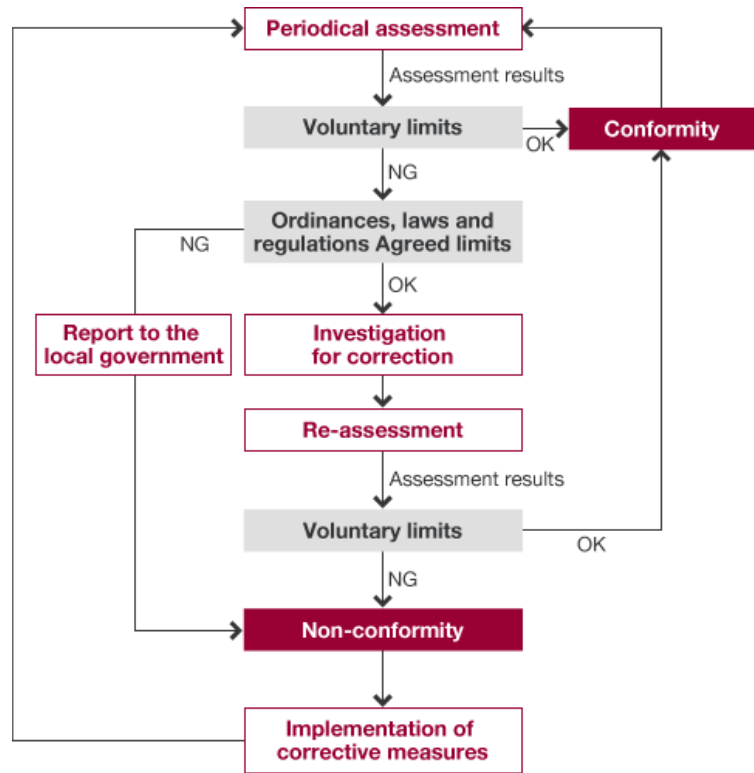 Periodical assessment
Assessment results
Voluntary limits
OK
Conformity
NG
Ordinances, laws and
regulations Agreed limits
NG
OK
Report to the
local government
Investigation
for correction
Re-assessment
Assessment results
Voluntary limits
OK
NG
Non-conformity
Implementation of
corrective measures